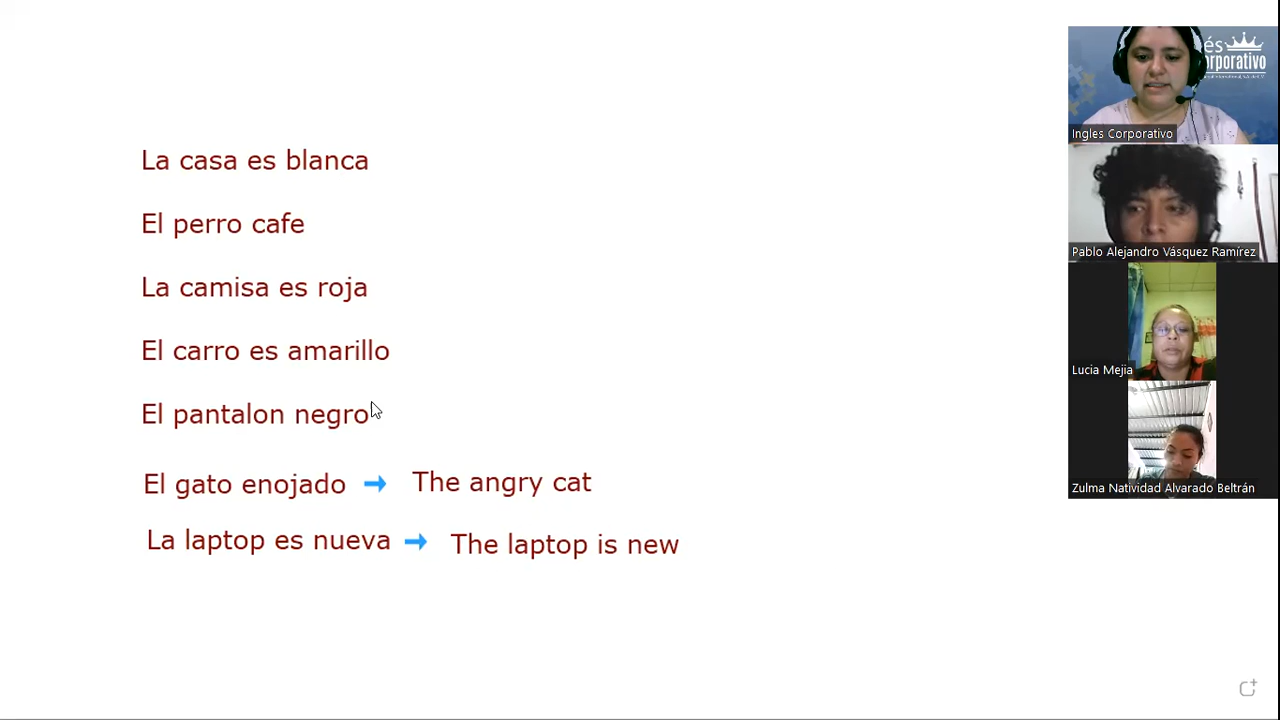 La casa es blanca
El perro cafe
La camisa es roja
El carro es amarillo
El pantalon negro
El gato enojado → The angry cat
La laptop es nueva → The laptop is new
és
orporativo
Ingles Corporativo
Pablo Alejandro Vásquez Ramírez
Lucia Mejia
Zulma Natividad Alvarado Beltrán